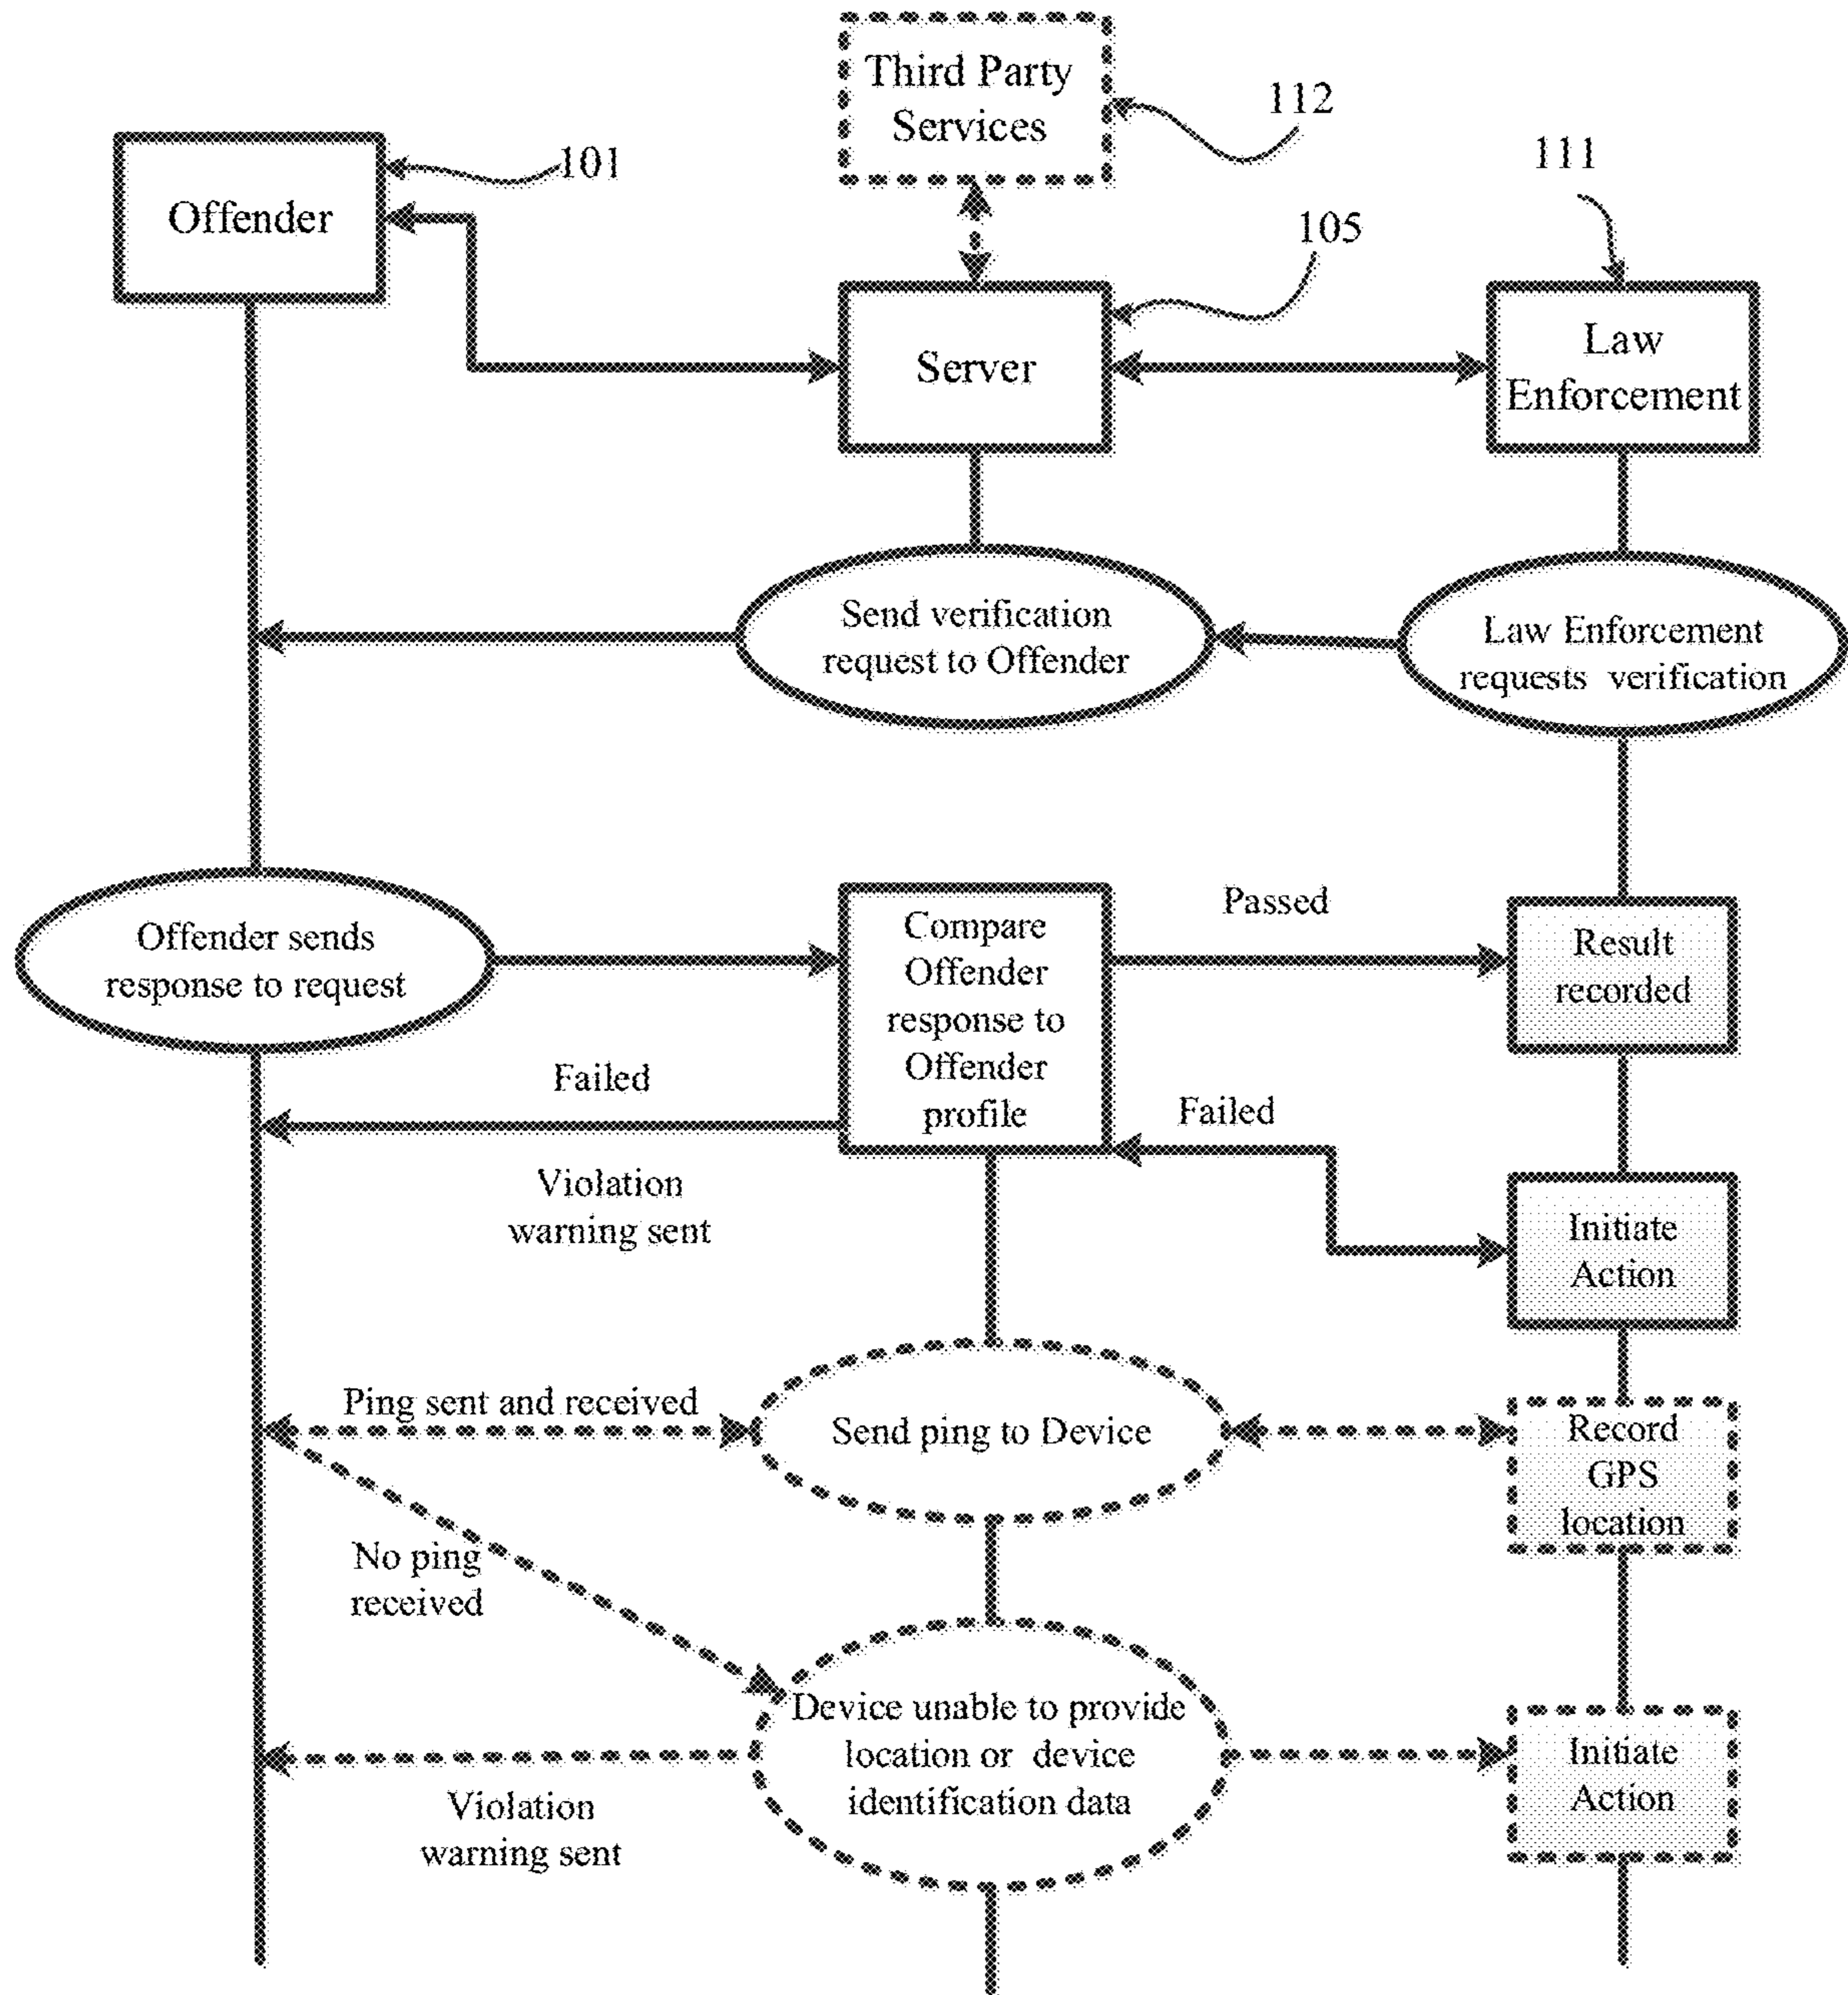 Third Party
Services
112
101
111
Offender
105
Server
Law
Enforcement
Send verification
request to Offender
Law Enforcement
requests verification
Offender sends
response to request
Compare
Offender
response to
Offender
profile
Passed
Result
recorded
Failed
Failed
Violation
warning sent
Initiate
Action
Ping sent and received
Send ping to Device
Record
GPS
location
No ping
received
Device unable to provide
location or device
identification data
Initiate
Action
Violation
warning sent